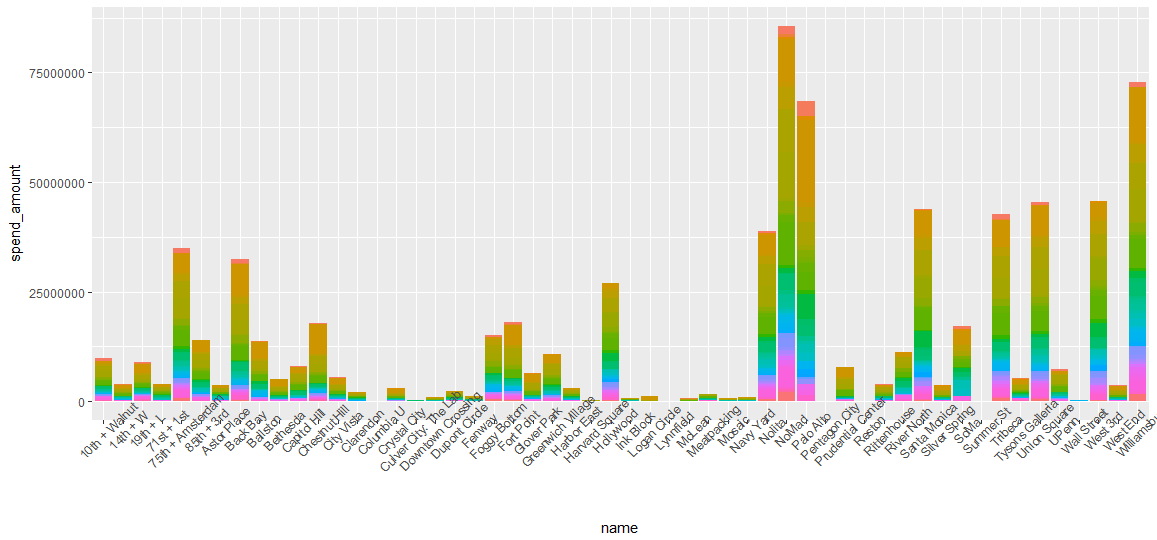 75000000
50000000
25000000
0
spend_amount
10th + Walnut
14th + W
19th + L
1st + 1st
75th + Amsterdam
8th + 3rd
Astor Place
Back Bay
Ballston
Bethesda
Capitol Hill
Chestnut Hill
City Vista
Clarendon
Columbia U
Crystal City
Culver City- The Lab
Downtown Crossing
Dupont Circle
Fenway
Foggy Bottom
Fort Point
Glover Park
Greenwich Village
Harbor East
Harvard Square
Hollywood
Ink Block
Logan Circle
Lynnfield
McLean
Meatpacking
Mosaic
Navy Yard
Nolita
NoMad
Palo Alto
Pentagon City
Prudential Center
Reston
Rittenhouse
River North
Santa Monica
Silver Spring
SoMa
Summer St
Tribeca
Tysons Galleria
Union Square
UPenn
Wall Street
West 3rd
West End
Williamsbu
name